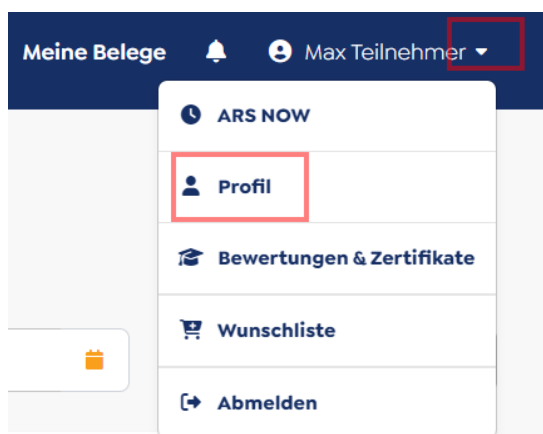 Meine Belege Max Teilnehmer
ARS NOW
Profil
Bewertungen & Zertifikate
Wunschliste
Abmelden